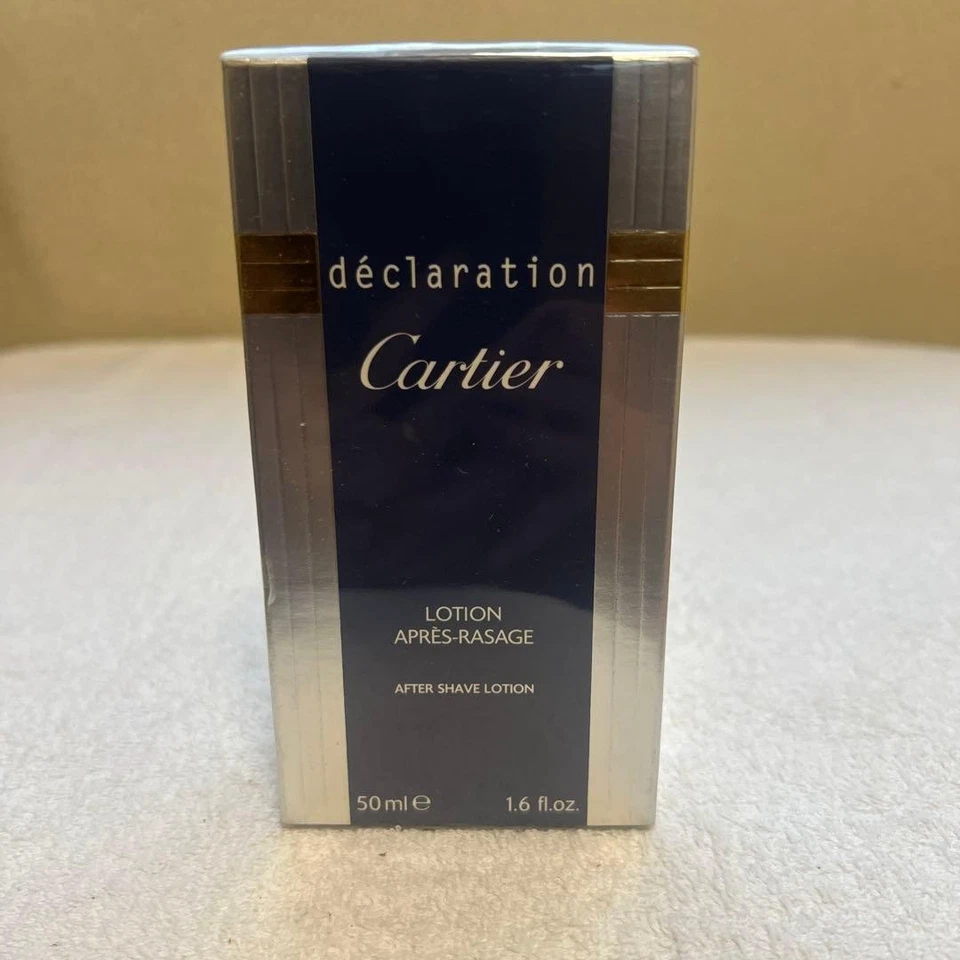 déclaration
Cartier
LOTION
APRÈS-RASAGE
AFTER SHAVE LOTION
50 ml ℮ 1.6 fl.oz.